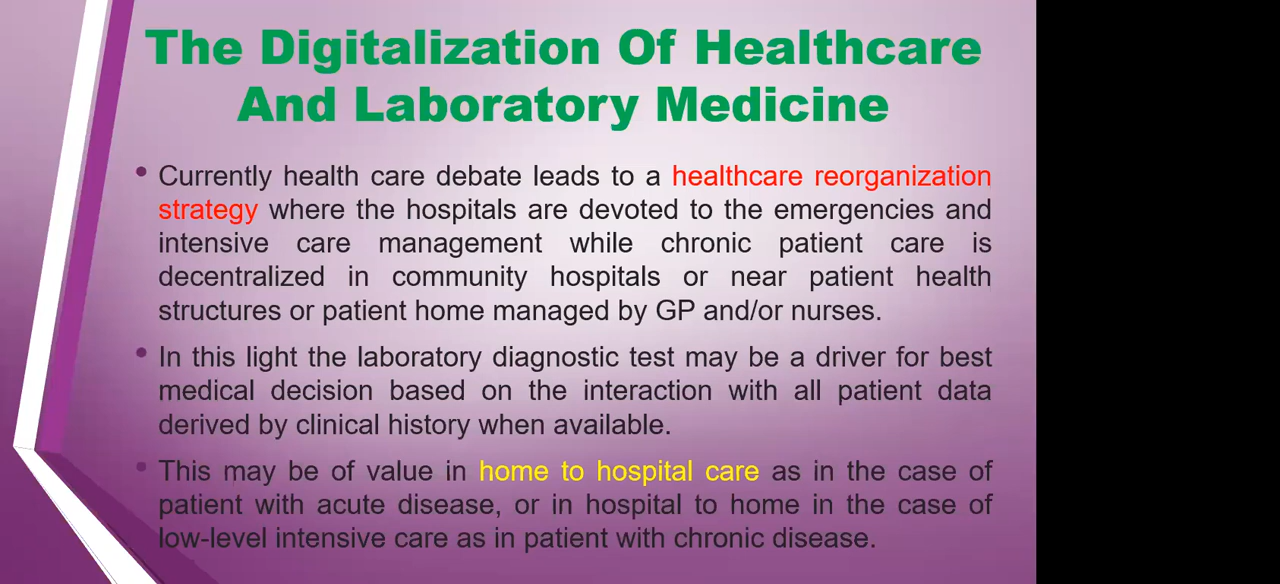 The Digitalization Of Healthcare
And Laboratory Medicine
• Currently health care debate leads to a healthcare reorganization
strategy where the hospitals are devoted to the emergencies and
intensive care management while chronic patient care is
decentralized in community hospitals or near patient health
structures or patient home managed by GP and/or nurses.
• In this light the laboratory diagnostic test may be a driver for best
medical decision based on the interaction with all patient data
derived by clinical history when available.
• This may be of value in home to hospital care as in the case of
patient with acute disease, or in hospital to home in the case of
low-level intensive care as in patient with chronic disease.